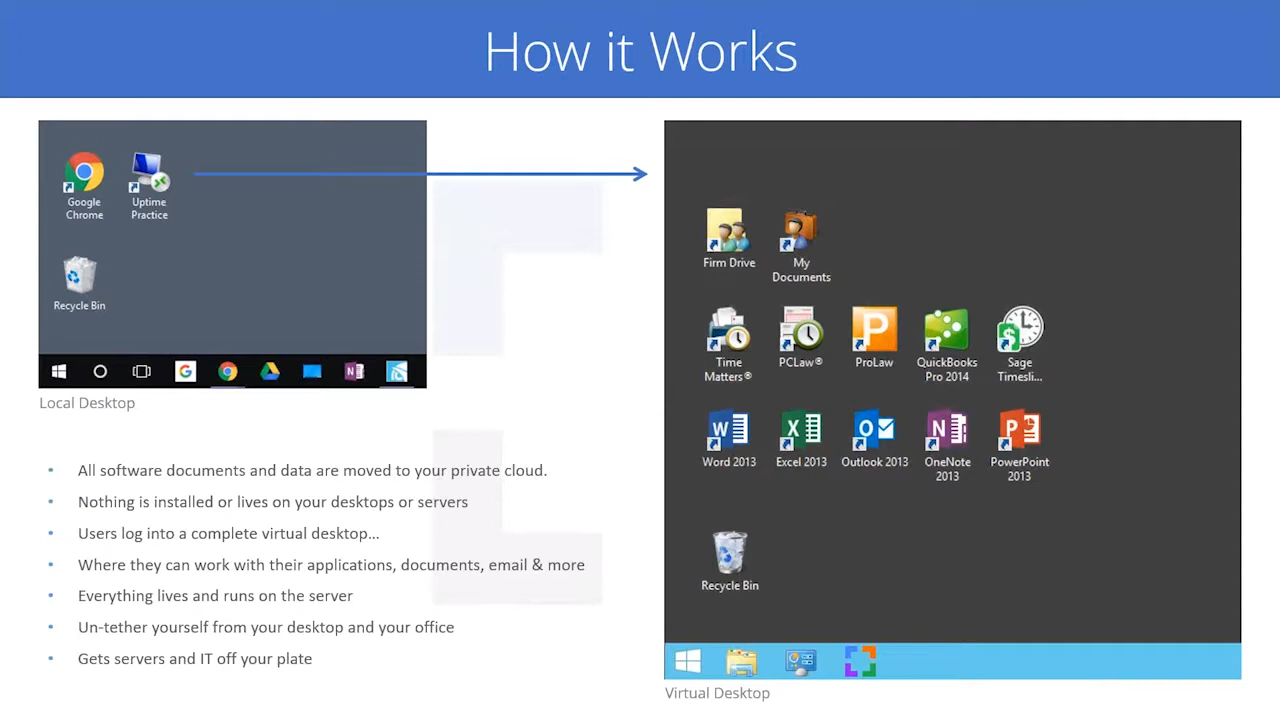 How it Works
Google
Chrome
Uptime
Practice
Recycle Bin
Local Desktop
• All software documents and data are moved to your private cloud.
• Nothing is installed or lives on your desktops or servers
• Users log into a complete virtual desktop…
• Where they can work with their applications, documents, email & more
• Everything lives and runs on the server
• Un-tether yourself from your desktop and your office
• Gets servers and IT off your plate
Firm Drive
My
Documents
Time
Matters®
PCLaw®
ProLaw
QuickBooks
Pro 2014
Sage
Timesli...
Word 2013
Excel 2013
Outlook 2013
OneNote
2013
PowerPoint
2013
Recycle Bin
Virtual Desktop